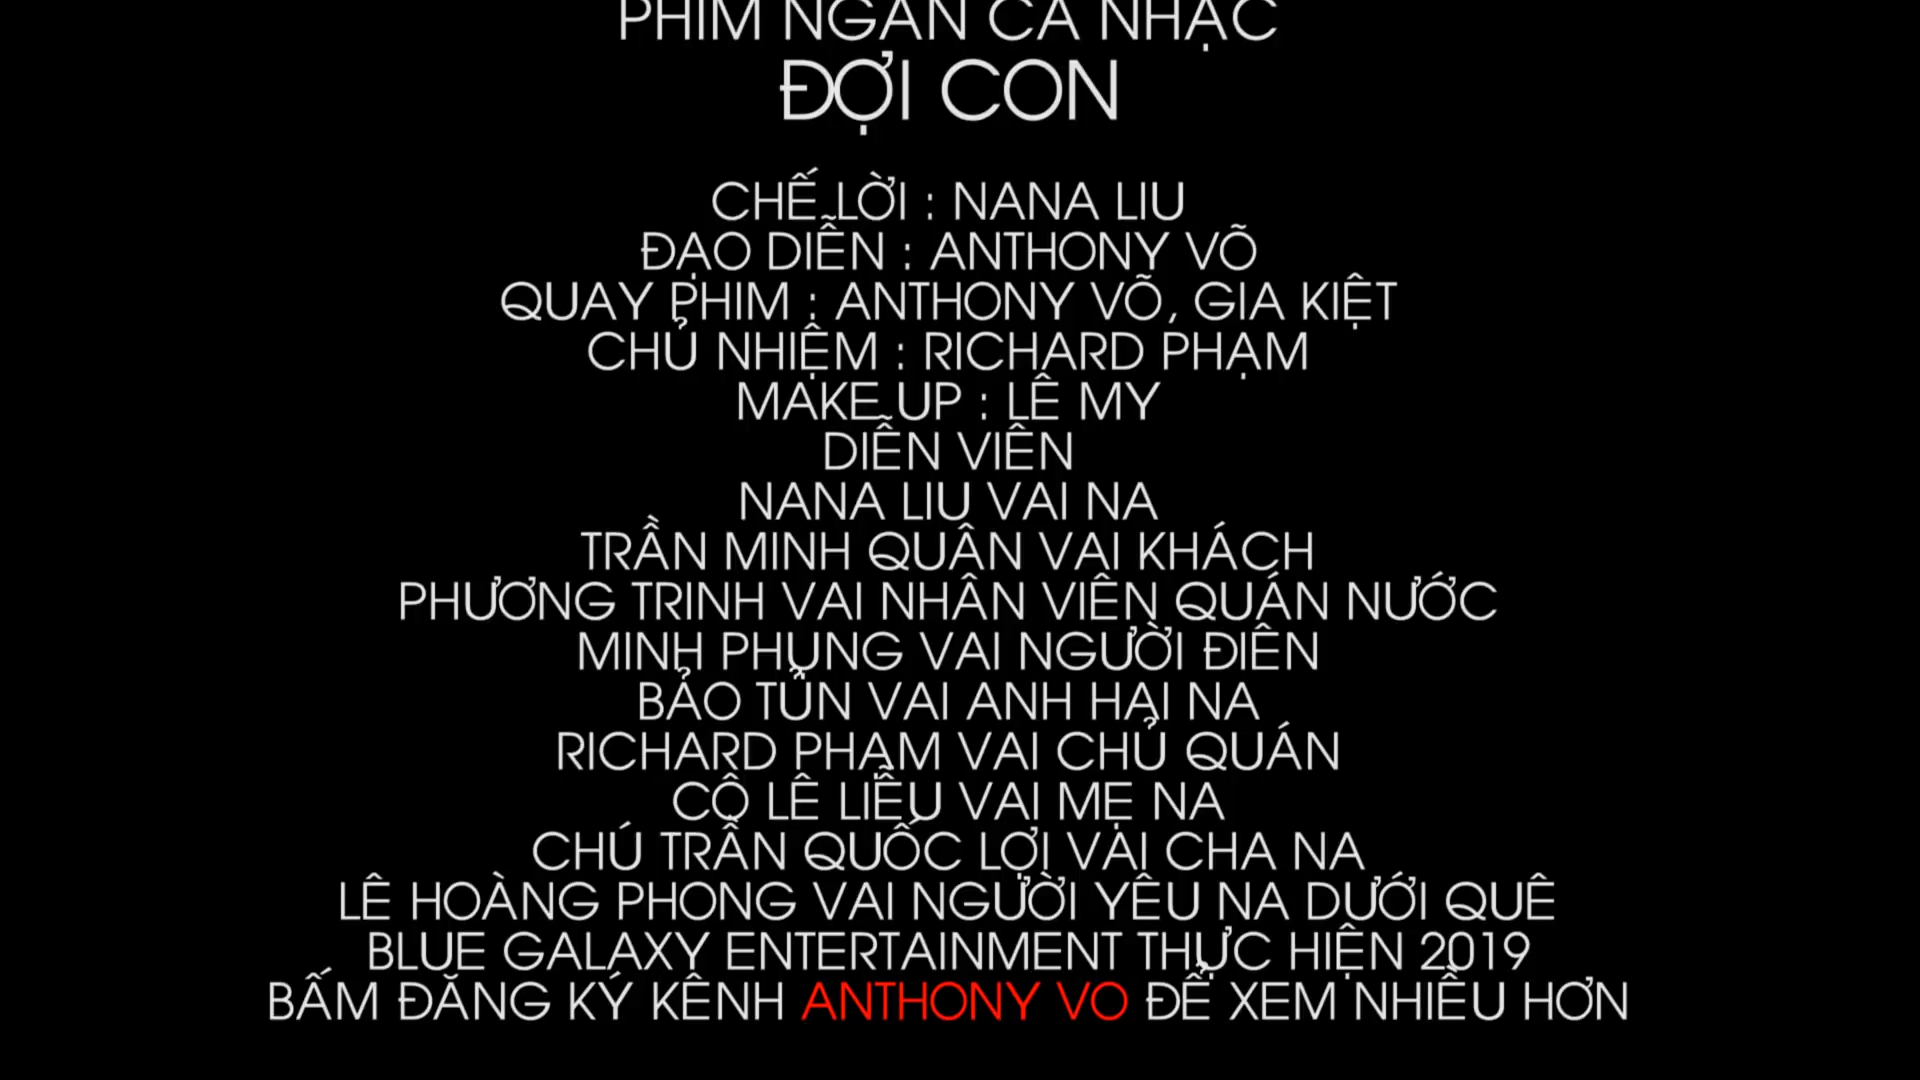 PHIM NGẮN CA NHẠC
ĐỢI CON
CHẾ LỜI : NANA LIU
ĐẠO DIỄN : ANTHONY VÕ
QUAY PHIM : ANTHONY VÕ, GIA KIỆT
CHỦ NHIỆM : RICHARD PHẠM
MAKE UP : LÊ MY
DIỄN VIÊN
NANA LIU VAI NA
TRẦN MINH QUÂN VAI KHÁCH
PHƯƠNG TRINH VAI NHÂN VIÊN QUÁN NƯỚC
MINH PHỤNG VAI NGƯỜI ĐIÊN
BẢO TŨN VAI ANH HAI NA
RICHARD PHẠM VAI CHỦ QUÁN
CÔ LÊ LIỄU VAI MẸ NA
CHÚ TRẦN QUỐC LỢI VAI CHA NA
LÊ HOÀNG PHONG VAI NGƯỜI YÊU NA DƯỚI QUÊ
BLUE GALAXY ENTERTAINMENT THỰC HIỆN 2019
BẤM ĐĂNG KÝ KÊNH ANTHONY VO ĐỂ XEM NHIỀU HƠN